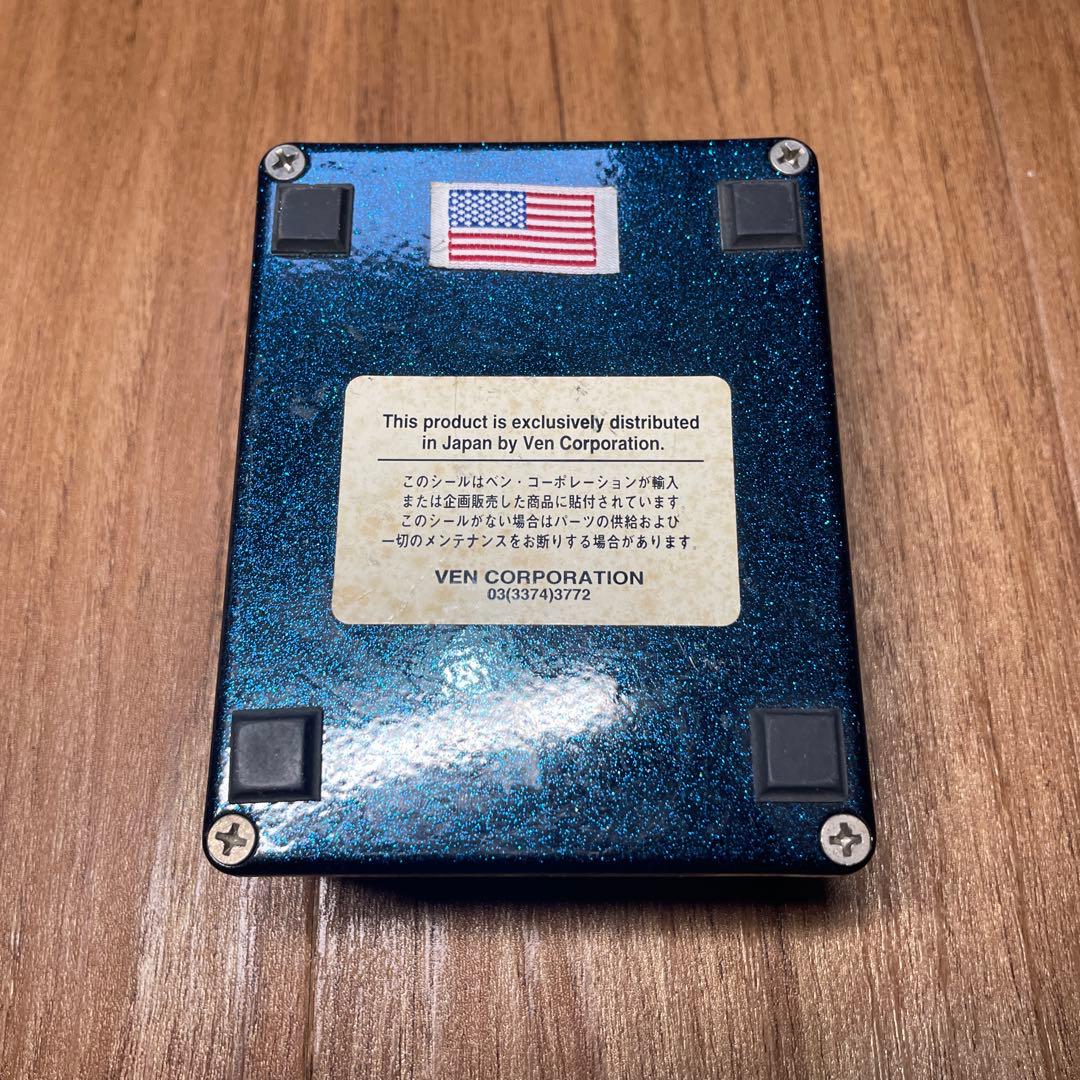 This product is exclusively distributed
in Japan by Ven Corporation.
このシールはベン・コーポレーションが輸入
または企画販売した商品に貼付されています
このシールがない場合はパーツの供給および
一切のメンテナンスをお断りする場合があります。
VEN CORPORATION
03(3374)3772